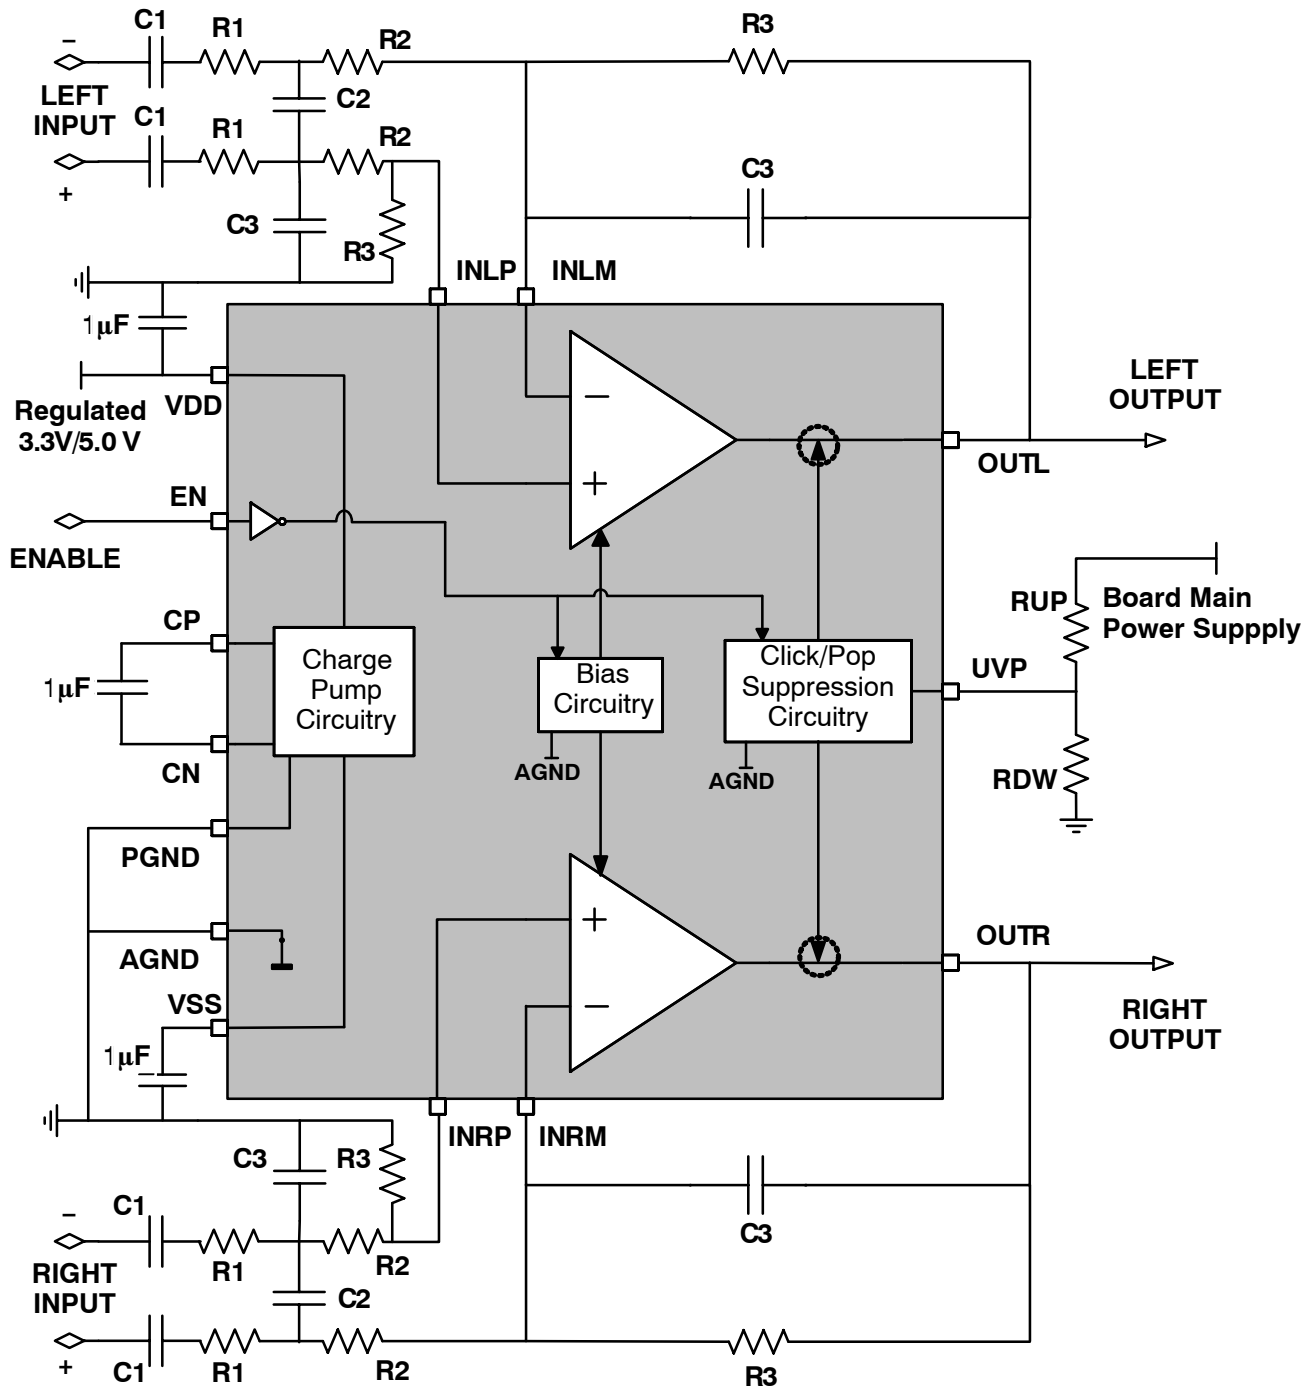 C1
R1
R2
R3
−
LEFT
INPUT
C2
C1
R1
R2
+
C3
R3
C3
INLP
INLM
1µF
VDD
Regulated
3.3V/5.0 V
−
+
LEFT
OUTPUT
OUTL
EN
ENABLE
RUP
Board Main
Power Suppply
CP
1µF
CN
Charge
Pump
Circuitry
Bias
Circuitry
AGND
Click/Pop
Suppression
Circuitry
AGND
UVP
RDW
PGND
AGND
VSS
1µF
+
−
OUTR
RIGHT
OUTPUT
INRP
INRM
C3
R3
C3
−
C1
R1
R2
RIGHT
INPUT
C2
+
C1
R1
R2
R3